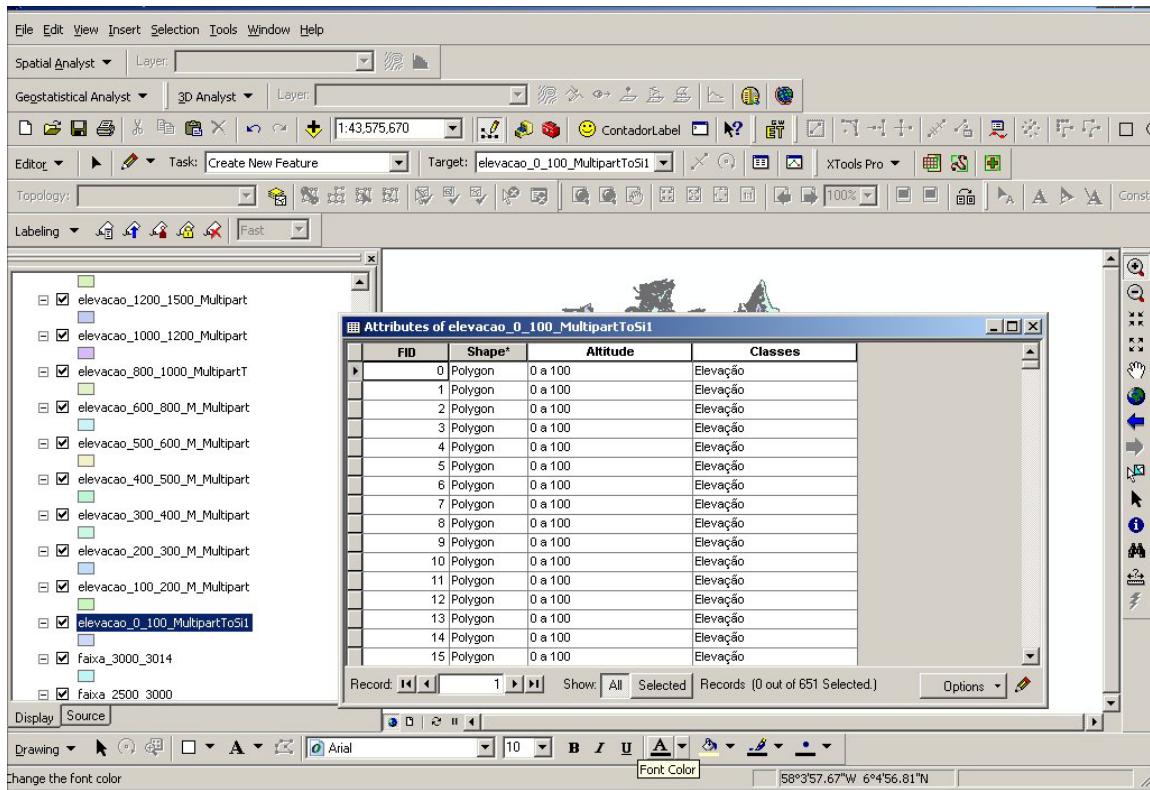 File Edit View Insert Selection Tools Window Help
Spatial Analyst Layer:
Geostatistical Analyst 3D Analyst Layer:
1:43,575,670 ContadorLabel
Editor Task: Create New Feature Target: elevacao_0_100_MultipartToSi1 XTools Pro
Topology: 100% Const
Labeling Fast
elevacao_1200_1500_Multipart
elevacao_1000_1200_Multipart
elevacao_800_1000_MultipartT
elevacao_600_800_M_Multipart
elevacao_500_600_M_Multipart
elevacao_400_500_M_Multipart
elevacao_300_400_M_Multipart
elevacao_200_300_M_Multipart
elevacao_100_200_M_Multipart
elevacao_0_100_MultipartToSi1
faixa_3000_3014
faixa_2500_3000
Display Source
Attributes of elevacao_0_100_MultipartToSi1
FID Shape* Altitude Classes
0 Polygon 0 a 100 Elevação
1 Polygon 0 a 100 Elevação
2 Polygon 0 a 100 Elevação
3 Polygon 0 a 100 Elevação
4 Polygon 0 a 100 Elevação
5 Polygon 0 a 100 Elevação
6 Polygon 0 a 100 Elevação
7 Polygon 0 a 100 Elevação
8 Polygon 0 a 100 Elevação
9 Polygon 0 a 100 Elevação
10 Polygon 0 a 100 Elevação
11 Polygon 0 a 100 Elevação
12 Polygon 0 a 100 Elevação
13 Polygon 0 a 100 Elevação
14 Polygon 0 a 100 Elevação
15 Polygon 0 a 100 Elevação
Record: 1 Show: All Selected Records (0 out of 651 Selected.) Options
Drawing A Arial 10 B I U A
Font Color
Change the font color 58°3'57.67"W 6°4'56.81"N